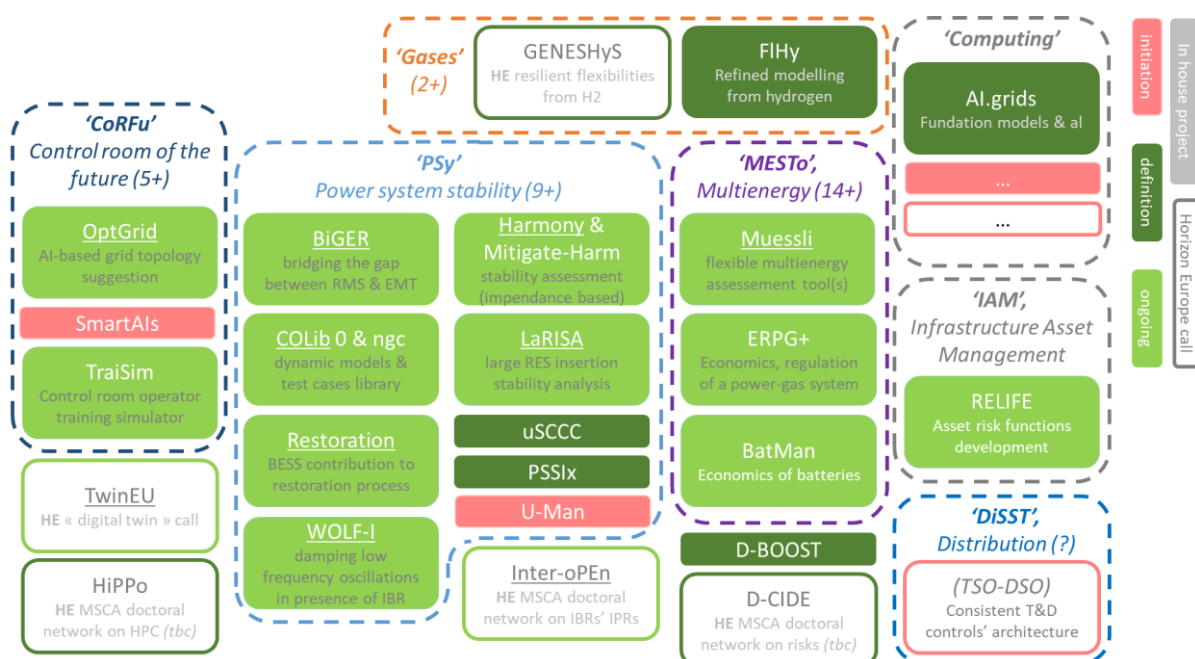 'Gases'
(2+)
GENESHyS
HE resilient flexibilities
from H2
FlHy
Refined modelling
from hydrogen
'Computing'
AI.grids
Fundation models & al
...
...
initiation
definition
ongoing
In house project
Horizon Europe call
'CoRFu'
Control room of the
future (5+)
OptGrid
AI-based grid topology
suggestion
SmartAIs
TraiSim
Control room operator
training simulator
TwinEU
HE « digital twin » call
HiPPo
HE MSCA doctoral
network on HPC (tbc)
'PSy'
Power system stability (9+)
BiGER
bridging the gap
between RMS & EMT
COLib 0 & ngc
dynamic models &
test cases library
Restoration
BESS contribution to
restoration process
WOLF-I
damping low
frequency oscillations
in presence of IBR
Harmony &
Mitigate-Harm
stability assessment
(impendance based)
LaRISA
large RES insertion
stability analysis
uSCCC
PSSIx
U-Man
Inter-oPEn
HE MSCA doctoral
network on IBRs' IPRs
'MESTo',
Multienergy (14+)
Muessli
flexible multienergy
assessement tool(s)
ERPG+
Economics, regulation
of a power-gas system
BatMan
Economics of batteries
D-BOOST
D-CIDE
HE MSCA doctoral
network on risks (tbc)
'IAM',
Infrastructure Asset
Management
RELIFE
Asset risk functions
development
'DiSST',
Distribution (?)
(TSO-DSO)
Consistent T&D
controls' architecture